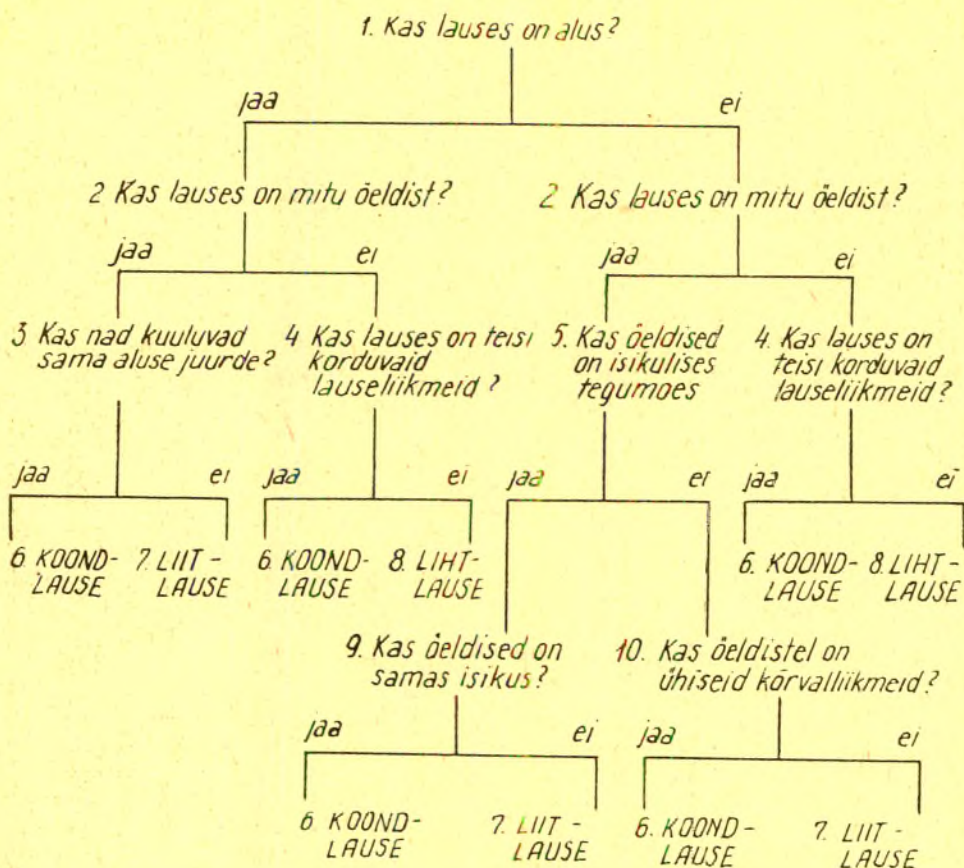 1. Kas lauses on alus?
jaa ei
2 Kas lauses on mitu öeldist? 2 Kas lauses on mitu öeldist?
jaa ei jaa ei
3 Kas nad kuuluvad 4 Kas lauses on teisi 5. Kas öeldised 4. Kas lauses on
sama aluse juurde? korduvaid on isikulises teisi korduvaid
lauseliikmeid? tegumoes lauseliikmeid?
jaa ei jaa ei jaa ei jaa ei
6 KOOND- 7. LIIT- 6 KOOND- 8. LIHT- 6. KOOND- 8. LIHT-
LAUSE LAUSE LAUSE LAUSE LAUSE LAUSE
9. Kas öeldised on 10. Kas öeldistel on
samas isikus? ühiseid kõrvalliikmeid?
jaa ei jaa ei
6 KOOND- 7. LIIT- 6. KOOND- 7. LIIT-
LAUSE LAUSE LAUSE LAUSE